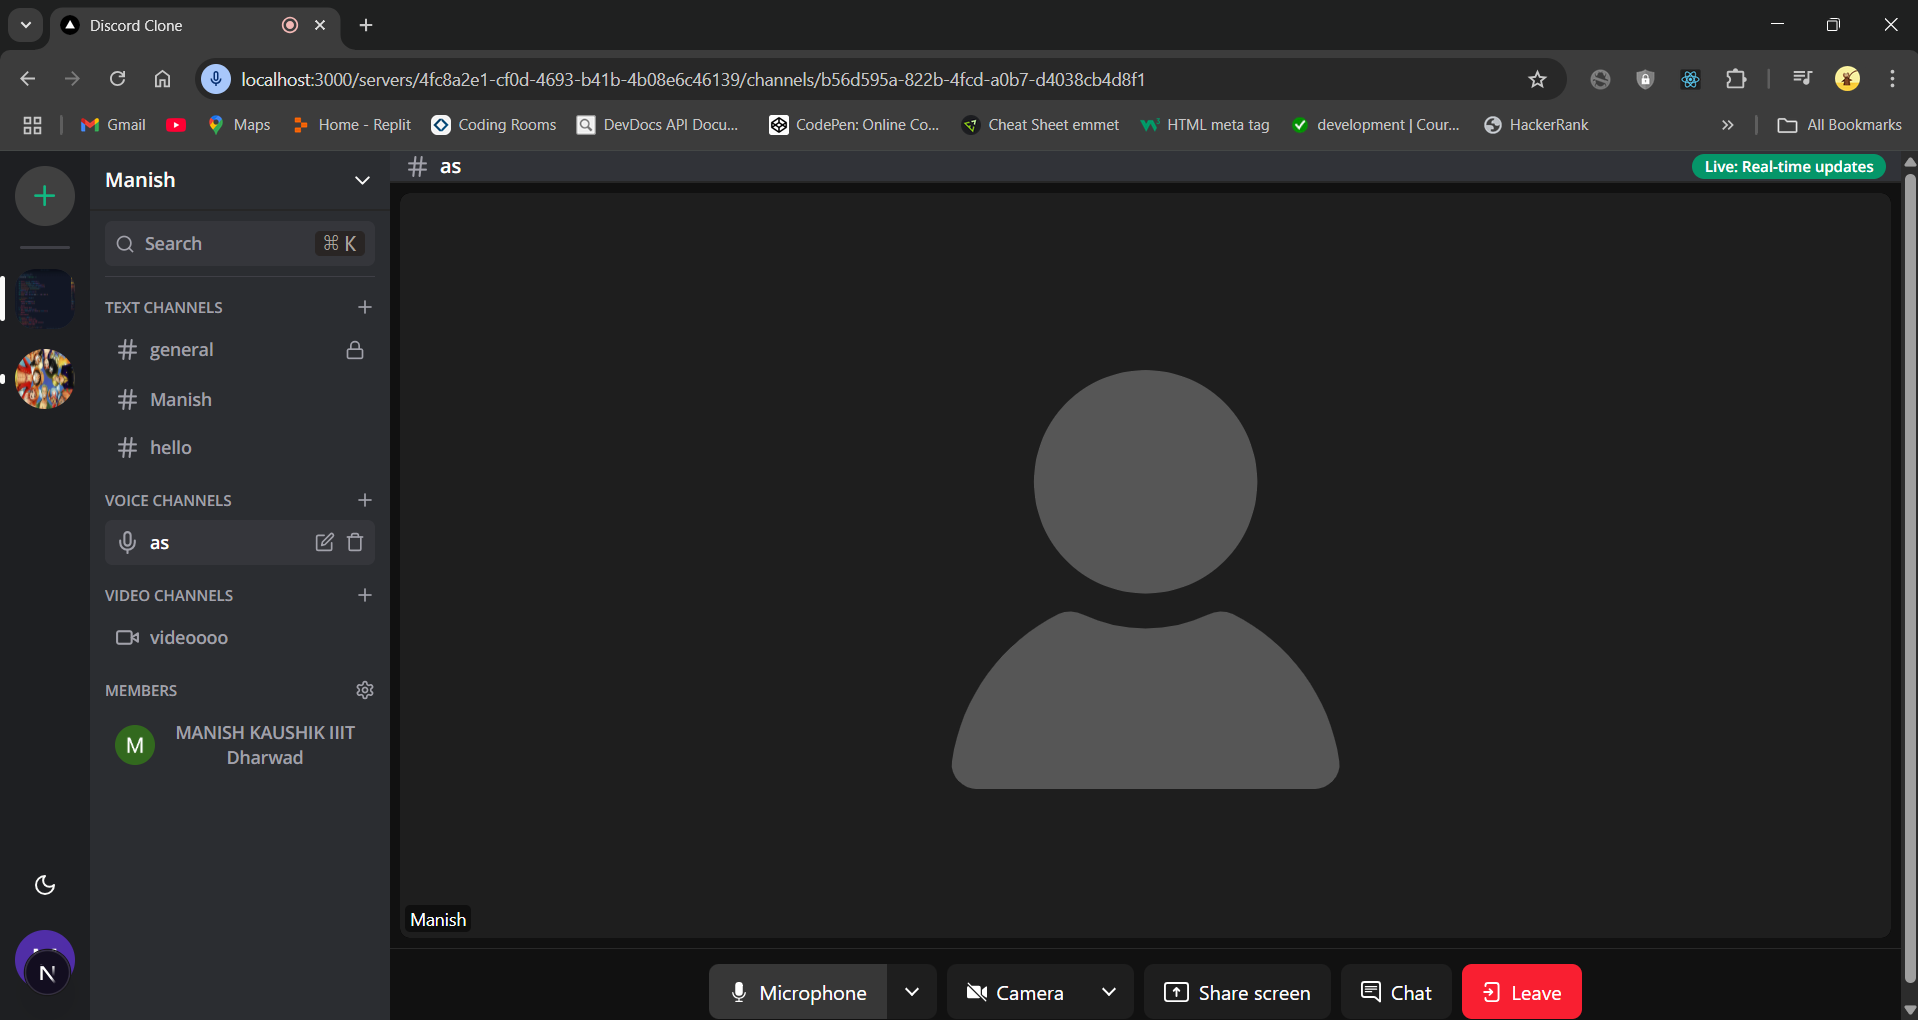 Discord Clone
localhost:3000/servers/4fc8a2e1-cf0d-4693-b41b-4b08e6c46139/channels/b56d595a-822b-4fcd-a0b7-d4038cb4d8f1
Gmail Maps Home - Replit Coding Rooms DevDocs API Docu... CodePen: Online Co... Cheat Sheet emmet HTML meta tag development | Cour... HackerRank » All Bookmarks
Manish
# as
Live: Real-time updates
Search ⌘ K
TEXT CHANNELS
# general
# Manish
# hello
VOICE CHANNELS
as
VIDEO CHANNELS
videoooo
MEMBERS
M
MANISH KAUSHIK IIIT
Dharwad
N
Manish
Microphone Camera Share screen Chat Leave